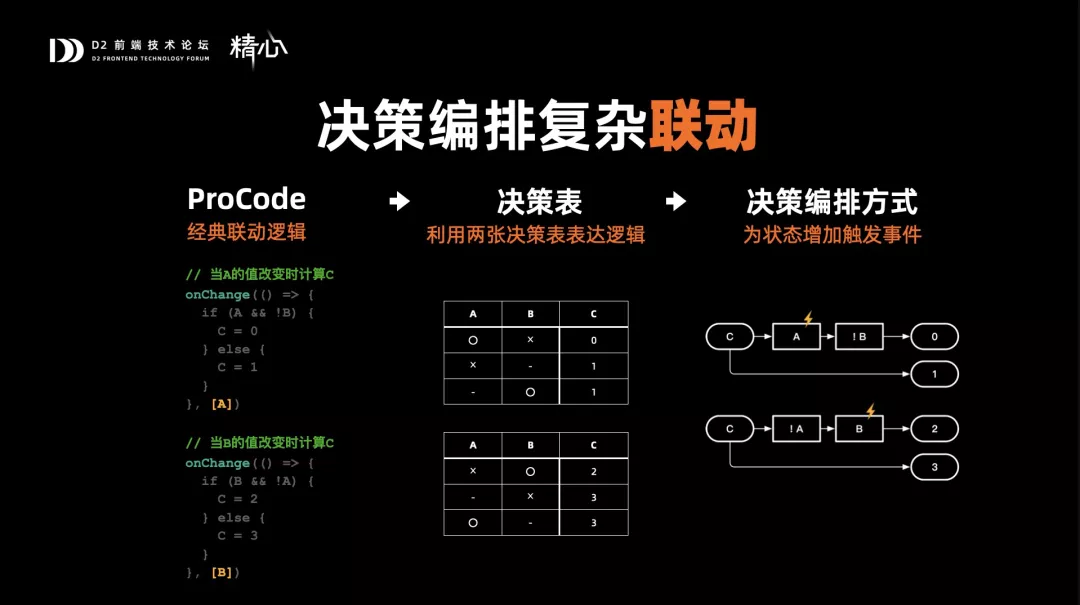 D2 前端技术论坛
D2 FRONTEND TECHNOLOGY FORUM
精心
决策编排复杂联动
ProCode
经典联动逻辑
// 当A的值改变时计算C
onChange(() => {
if (A && !B) {
C = 0
} else {
C = 1
}
}, [A])
// 当B的值改变时计算C
onChange(() => {
if (B && !A) {
C = 2
} else {
C = 3
}
}, [B])
决策表
利用两张决策表表达逻辑
A B C
○ × 0
× - 1
- ○ 1
A B C
× ○ 2
- × 3
○ - 3
决策编排方式
为状态增加触发事件
C A !B 0
1
C !A B 2
3